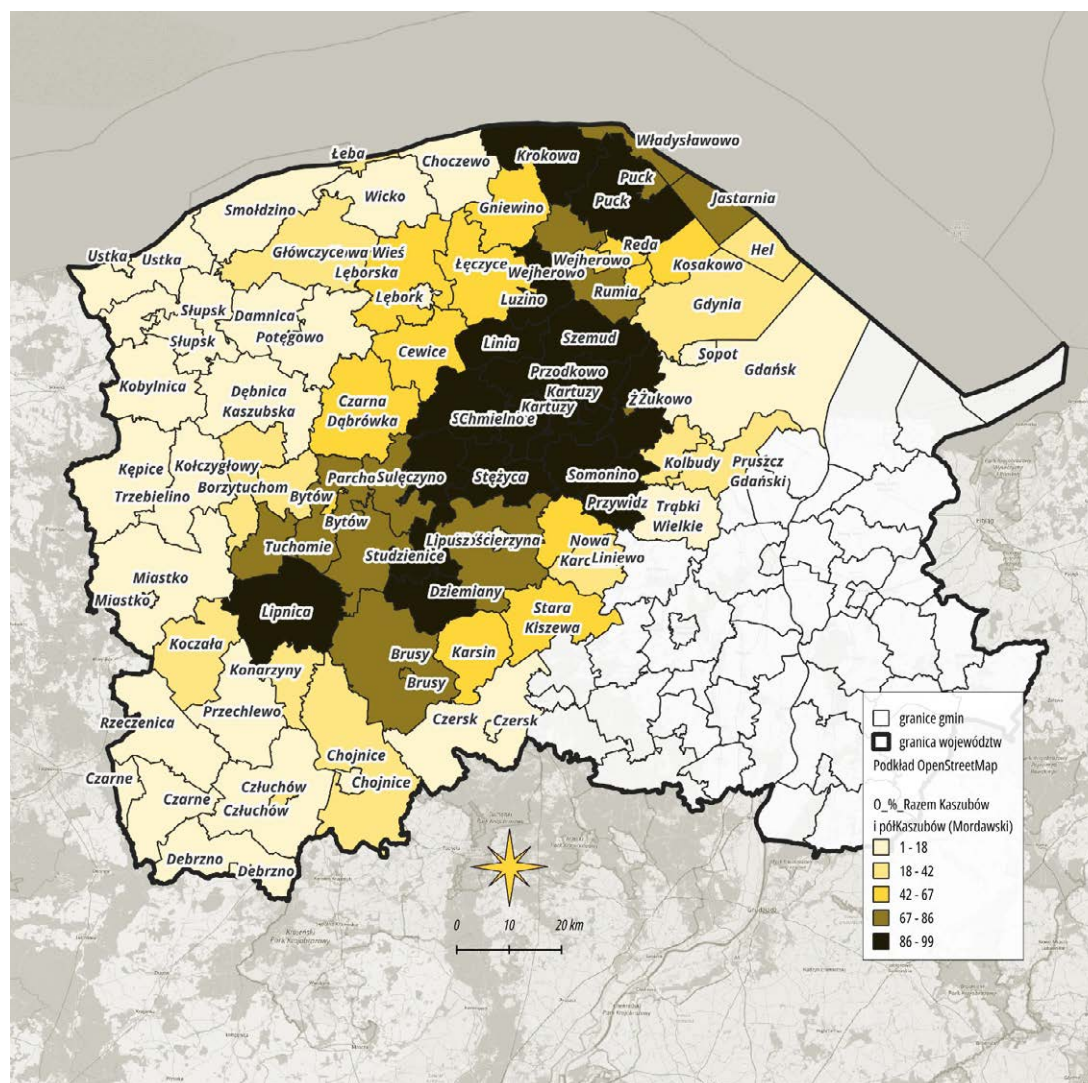 Władysławowo
Łeba
Choczewo
Krokowa
Puck
Wicko
Puck
Jastarnia
Smołdzino
Gniewino
Ustka
Ustka
Główczyce
wa Wieś
Lęborska
Łęczyce
Wejherowo
Wejherowo
Reda
Kosakowo
Hel
Lębork
Luzino
Rumia
Gdynia
Słupsk
Damnica
Słupsk
Potęgowo
Cewice
Linia
Szemud
Sopot
Gdańsk
Kobylnica
Dębnica
Kaszubska
Czarna
Dąbrówka
Przodkowo
Kartuzy
Kartuzy
Chmielno
Żukowo
Kępice
Kołczygłowy
Trzebielino
Borzytuchom
Bytów
Parcho
Sulęczyno
Stężyca
Somonino
Kolbudy
Pruszcz
Gdański
Przywidz
Trąbki
Wielkie
Bytów
Tuchomie
Studzienice
Lipusz
ścierzyna
Nowa
Karc
Liniewo
Miastko
Miastko
Lipnica
Dziemiany
Stara
Kiszewa
Koczała
Konarzyny
Brusy
Karsin
Brusy
Rzeczenica
Przechlewo
Czersk
Czersk
Chojnice
Chojnice
Czarne
Czarne
Człuchów
Człuchów
Debrzno
Debrzno
0 10 20 km
granice gmin
granica województw
Podkład OpenStreetMap
O_%_Razem Kaszubów
i półKaszubów (Mordawski)
1 - 18
18 - 42
42 - 67
67 - 86
86 - 99